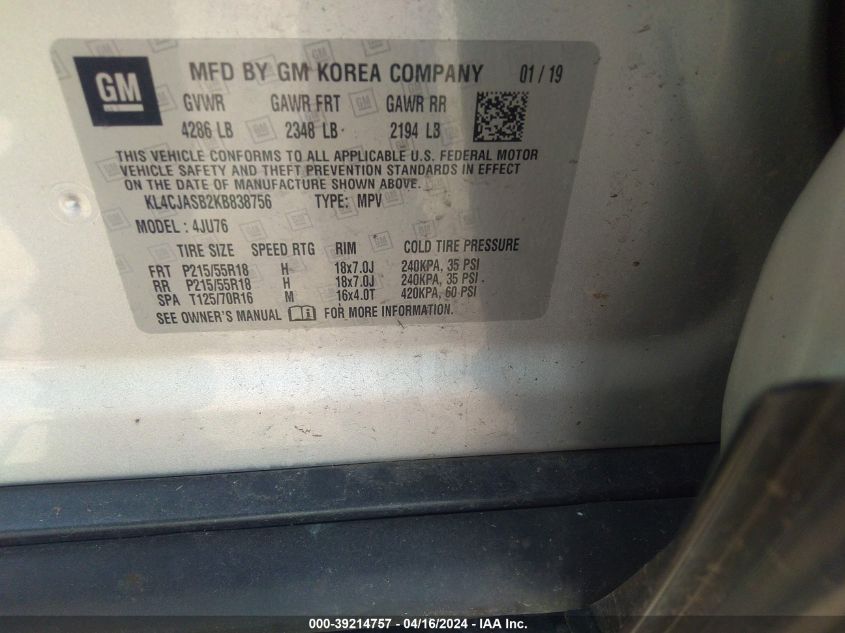 GM
MFD BY GM KOREA COMPANY 01 / 19
GVWR GAWR FRT GAWR RR
4286 LB 2348 LB 2194 LB
THIS VEHICLE CONFORMS TO ALL APPLICABLE U.S. FEDERAL MOTOR
VEHICLE SAFETY AND THEFT PREVENTION STANDARDS IN EFFECT
ON THE DATE OF MANUFACTURE SHOWN ABOVE.
KL4CJASB2KB838756 TYPE: MPV
MODEL : 4JU76
TIRE SIZE SPEED RTG RIM COLD TIRE PRESSURE
FRT P215/55R18 H 18x7.0J 240KPA, 35 PSI
RR P215/55R18 H 18x7.0J 240KPA, 35 PSI
SPA T125/70R16 M 16x4.0T 420KPA, 60 PSI
SEE OWNER'S MANUAL FOR MORE INFORMATION.
000-39214757 - 04/16/2024 - IAA Inc.